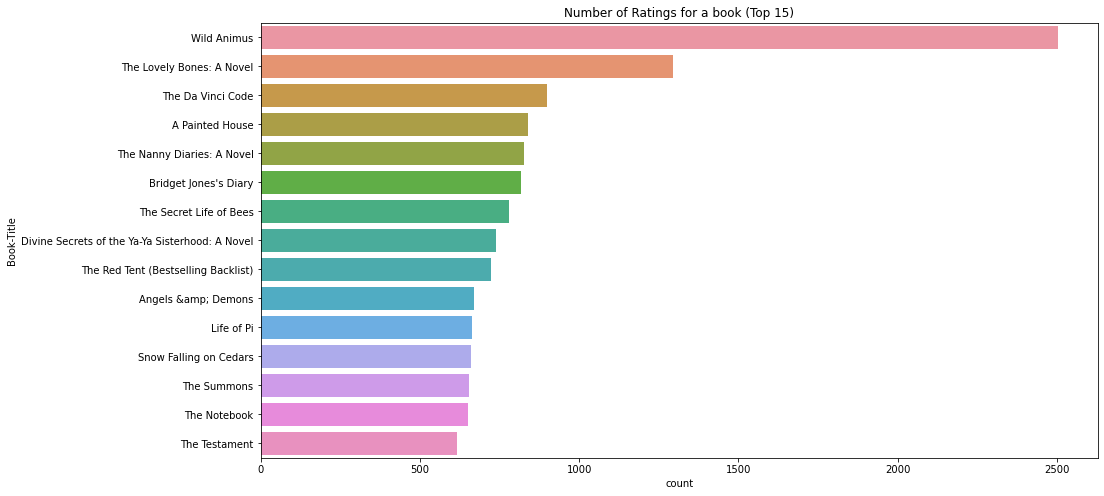 Number of Ratings for a book (Top 15)
Book-Title
Wild Animus
The Lovely Bones: A Novel
The Da Vinci Code
A Painted House
The Nanny Diaries: A Novel
Bridget Jones's Diary
The Secret Life of Bees
Divine Secrets of the Ya-Ya Sisterhood: A Novel
The Red Tent (Bestselling Backlist)
Angels &amp; Demons
Life of Pi
Snow Falling on Cedars
The Summons
The Notebook
The Testament
0 500 1000 1500 2000 2500
count